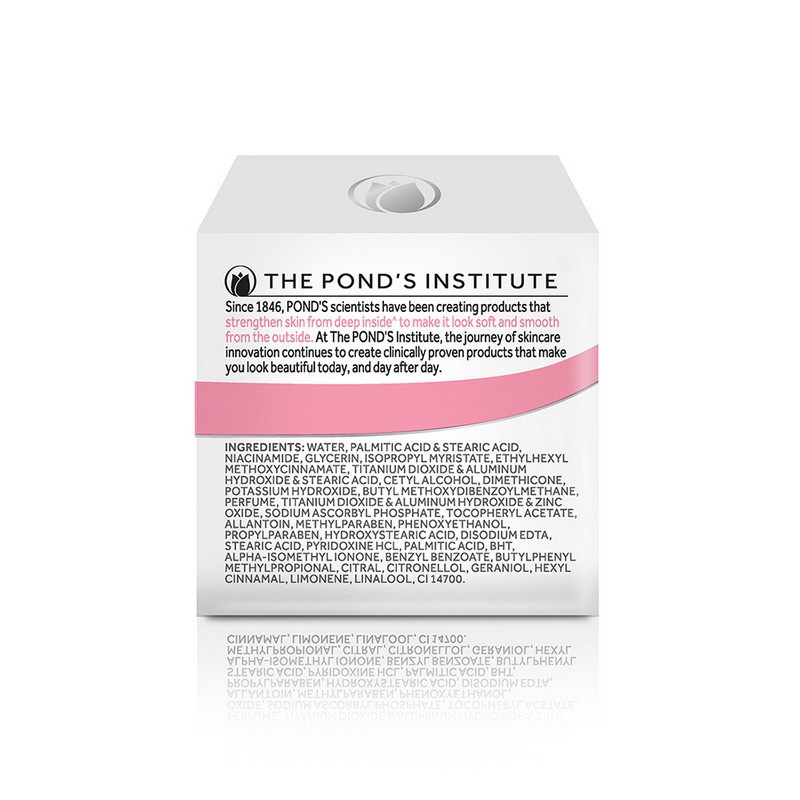 THE POND'S INSTITUTE
Since 1846, POND'S scientists have been creating products that
strengthen skin from deep inside^ to make it look soft and smooth
from the outside. At The POND'S Institute, the journey of skincare
innovation continues to create clinically proven products that make
you look beautiful today, and day after day.
INGREDIENTS: WATER, PALMITIC ACID & STEARIC ACID,
NIACINAMIDE, GLYCERIN, ISOPROPYL MYRISTATE, ETHYLHEXYL
METHOXYCINNAMATE, TITANIUM DIOXIDE & ALUMINUM
HYDROXIDE & STEARIC ACID, CETYL ALCOHOL, DIMETHICONE,
POTASSIUM HYDROXIDE, BUTYL METHOXYDIBENZOYLMETHANE,
PERFUME, TITANIUM DIOXIDE & ALUMINUM HYDROXIDE & ZINC
OXIDE, SODIUM ASCORBYL PHOSPHATE, TOCOPHERYL ACETATE,
ALLANTOIN, METHYLPARABEN, PHENOXYETHANOL,
PROPYLPARABEN, HYDROXYSTEARIC ACID, DISODIUM EDTA,
STEARIC ACID, PYRIDOXINE HCL, PALMITIC ACID, BHT,
ALPHA-ISOMETHYL IONONE, BENZYL BENZOATE, BUTYLPHENYL
METHYLPROPIONAL, CITRAL, CITRONELLOL, GERANIOL, HEXYL
CINNAMAL, LIMONENE, LINALOOL, CI 14700.